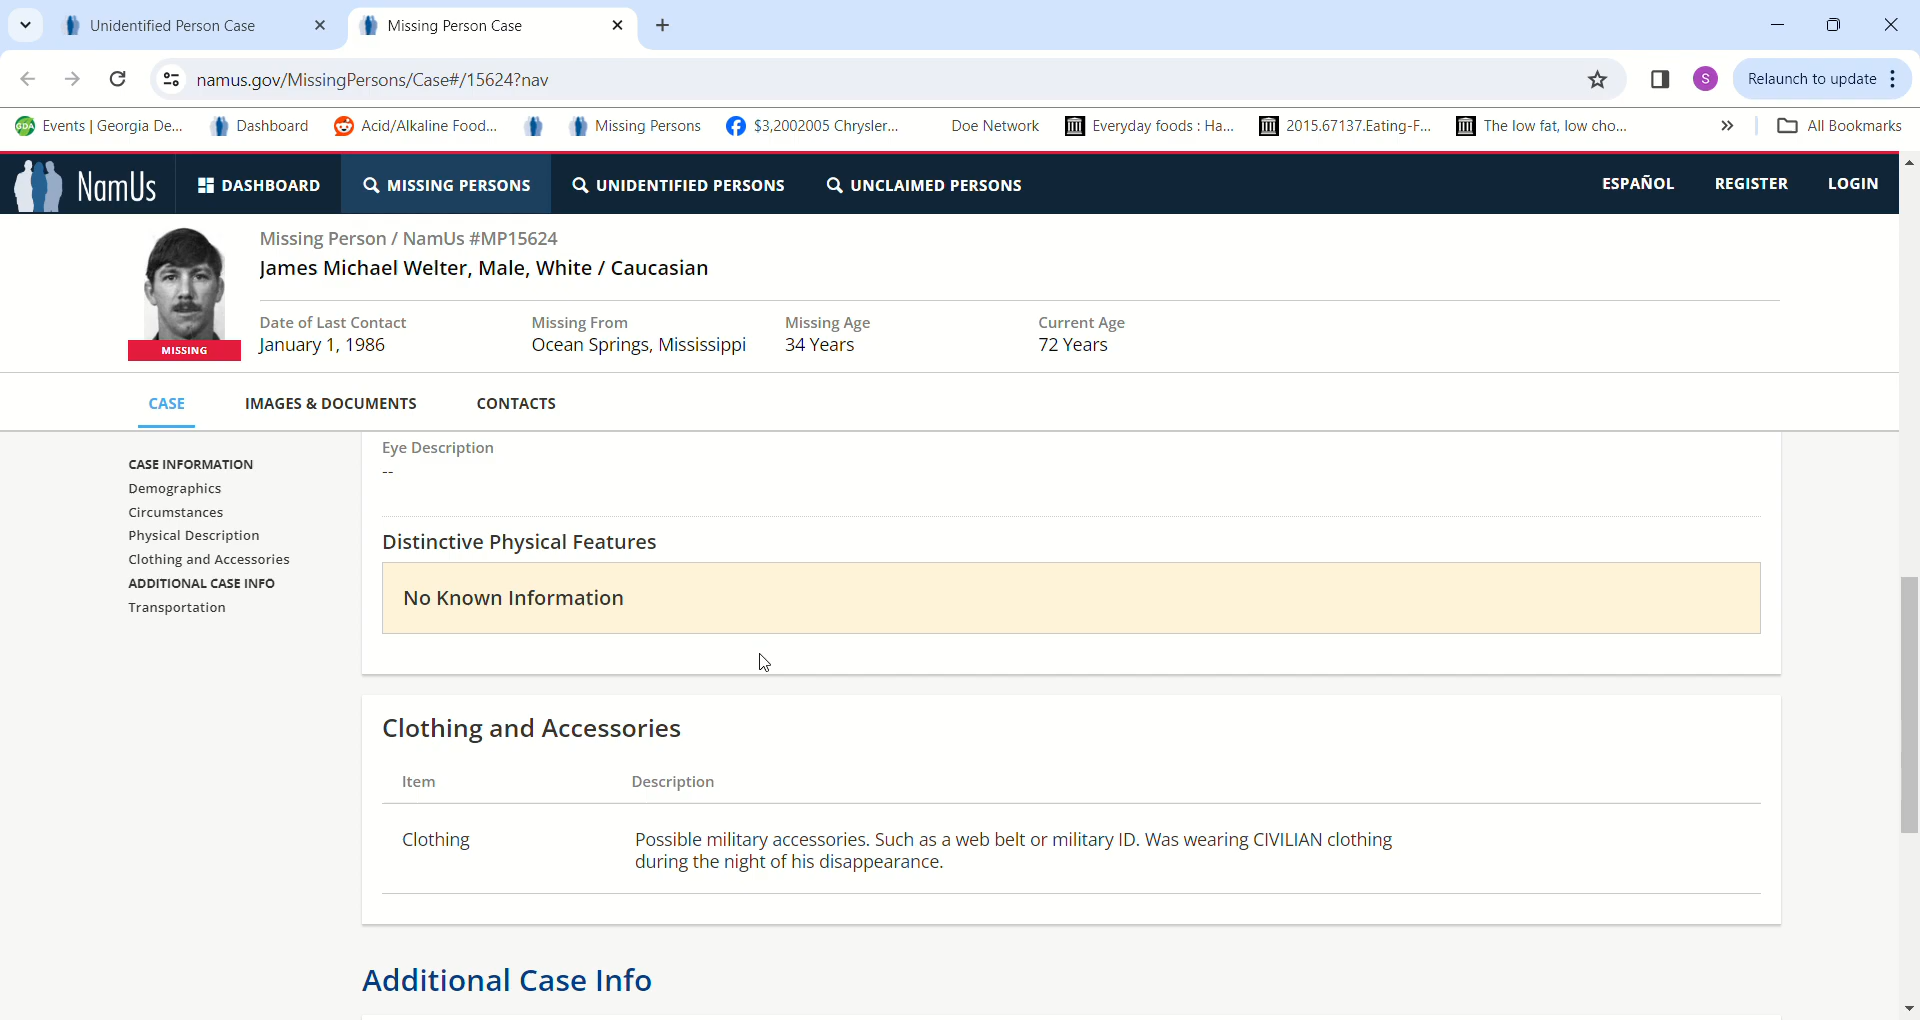 Unidentified Person Case
Missing Person Case
namus.gov/MissingPersons/Case#/15624?nav
S
Relaunch to update
GDA
Events | Georgia De...
Dashboard
Acid/Alkaline Food...
Missing Persons
$3,2002005 Chrysler...
Doe Network
Everyday foods : Ha...
2015.67137.Eating-F...
The low fat, low cho...
»
All Bookmarks
NamUs
DASHBOARD
MISSING PERSONS
UNIDENTIFIED PERSONS
UNCLAIMED PERSONS
ESPAÑOL
REGISTER
LOGIN
MISSING
Missing Person / NamUs #MP15624
James Michael Welter, Male, White / Caucasian
Date of Last Contact
January 1, 1986
Missing From
Ocean Springs, Mississippi
Missing Age
34 Years
Current Age
72 Years
CASE
IMAGES & DOCUMENTS
CONTACTS
CASE INFORMATION
Demographics
Circumstances
Physical Description
Clothing and Accessories
ADDITIONAL CASE INFO
Transportation
Eye Description
--
Distinctive Physical Features
No Known Information
Clothing and Accessories
Item
Description
Clothing
Possible military accessories. Such as a web belt or military ID. Was wearing CIVILIAN clothing
during the night of his disappearance.
Additional Case Info